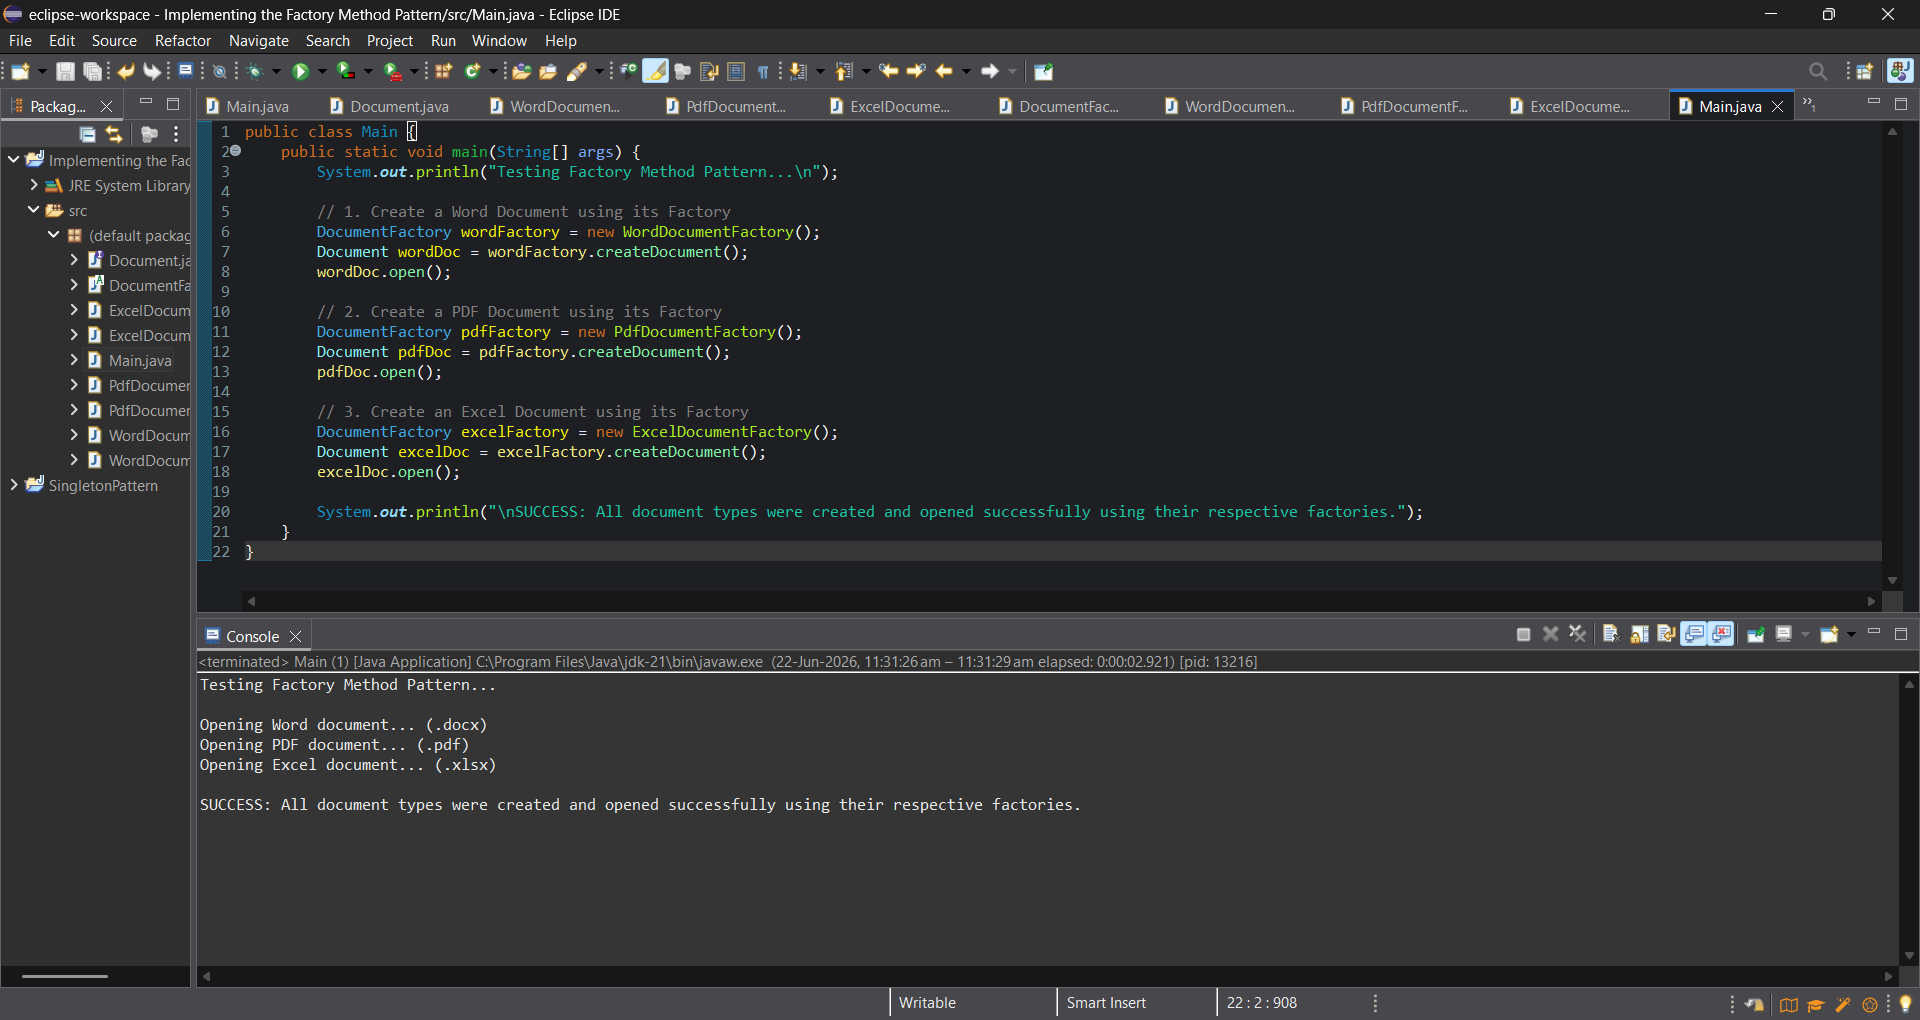 eclipse-workspace - Implementing the Factory Method Pattern/src/Main.java - Eclipse IDE
File Edit Source Refactor Navigate Search Project Run Window Help
Packag...
Main.java Document.java WordDocumen... PdfDocument... ExcelDocume... DocumentFac... WordDocumen... PdfDocumentF... ExcelDocume... Main.java »1
Implementing the Fac
JRE System Library
src
(default packag
Document.ja
DocumentFa
ExcelDocum
ExcelDocum
Main.java
PdfDocumen
PdfDocumen
WordDocum
WordDocum
SingletonPattern
1 public class Main {
2 public static void main(String[] args) {
3 System.out.println("Testing Factory Method Pattern...\n");
4
5 // 1. Create a Word Document using its Factory
6 DocumentFactory wordFactory = new WordDocumentFactory();
7 Document wordDoc = wordFactory.createDocument();
8 wordDoc.open();
9
10 // 2. Create a PDF Document using its Factory
11 DocumentFactory pdfFactory = new PdfDocumentFactory();
12 Document pdfDoc = pdfFactory.createDocument();
13 pdfDoc.open();
14
15 // 3. Create an Excel Document using its Factory
16 DocumentFactory excelFactory = new ExcelDocumentFactory();
17 Document excelDoc = excelFactory.createDocument();
18 excelDoc.open();
19
20 System.out.println("\nSUCCESS: All document types were created and opened successfully using their respective factories.");
21 }
22 }
Console
<terminated> Main (1) [Java Application] C:\Program Files\Java\jdk-21\bin\javaw.exe (22-Jun-2026, 11:31:26 am – 11:31:29 am elapsed: 0:00:02.921) [pid: 13216]
Testing Factory Method Pattern...
Opening Word document... (.docx)
Opening PDF document... (.pdf)
Opening Excel document... (.xlsx)
SUCCESS: All document types were created and opened successfully using their respective factories.
Writable Smart Insert 22 : 2 : 908